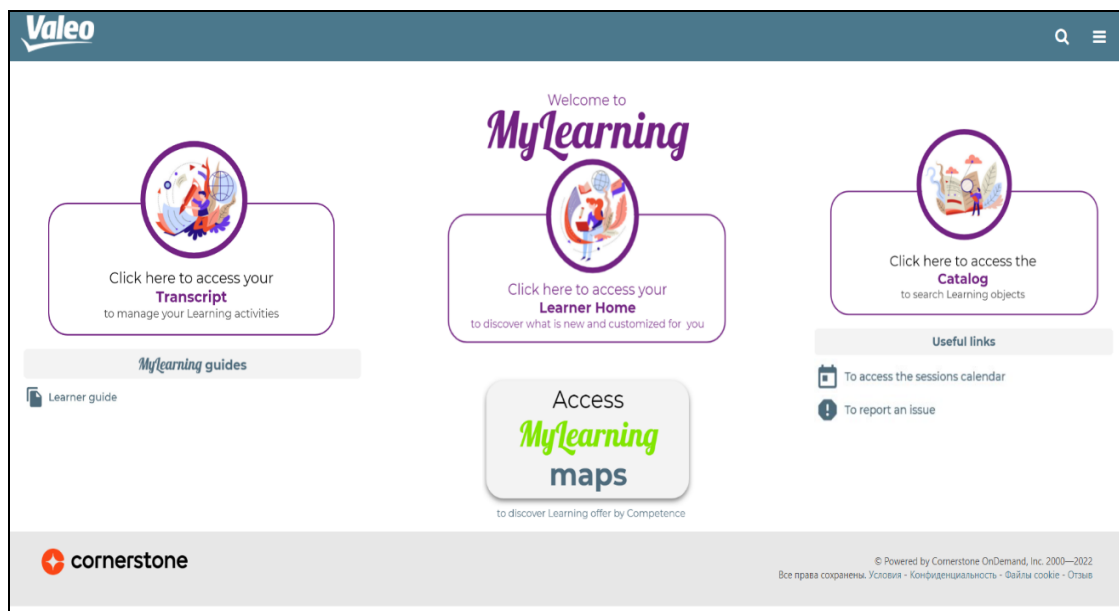 Valeo
Welcome to
MyLearning
Click here to access your
Transcript
to manage your Learning activities
MyLearning guides
Learner guide
Click here to access your
Learner Home
to discover what is new and customized for you
Access
MyLearning
maps
to discover Learning offer by Competence
Click here to access the
Catalog
to search Learning objects
Useful links
To access the sessions calendar
To report an issue
cornerstone
© Powered by Cornerstone OnDemand, Inc. 2000—2022
Все права сохранены. Условия - Конфиденциальность - Файлы cookie - Отзыв